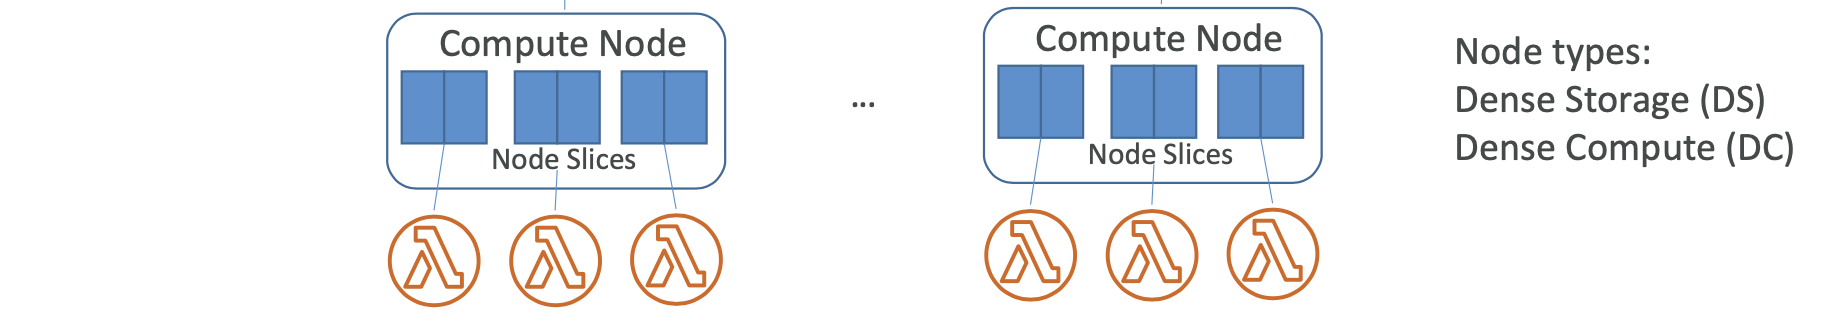 Compute Node
Node Slices
...
Compute Node
Node Slices
Node types:
Dense Storage (DS)
Dense Compute (DC)